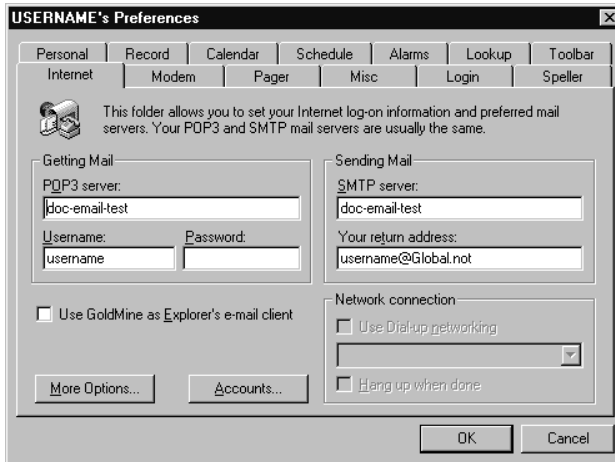 USERNAME's Preferences
Personal Record Calendar Schedule Alarms Lookup Toolbar
Internet Modem Pager Misc Login Speller
This folder allows you to set your Internet log-on information and preferred mail
servers. Your POP3 and SMTP mail servers are usually the same.
Getting Mail
POP3 server:
doc-email-test
Username: Password:
username
Sending Mail
SMTP server:
doc-email-test
Your return address:
username@Global.not
Use GoldMine as Explorer's e-mail client
Network connection
Use Dial-up networking
Hang up when done
More Options... Accounts...
OK Cancel